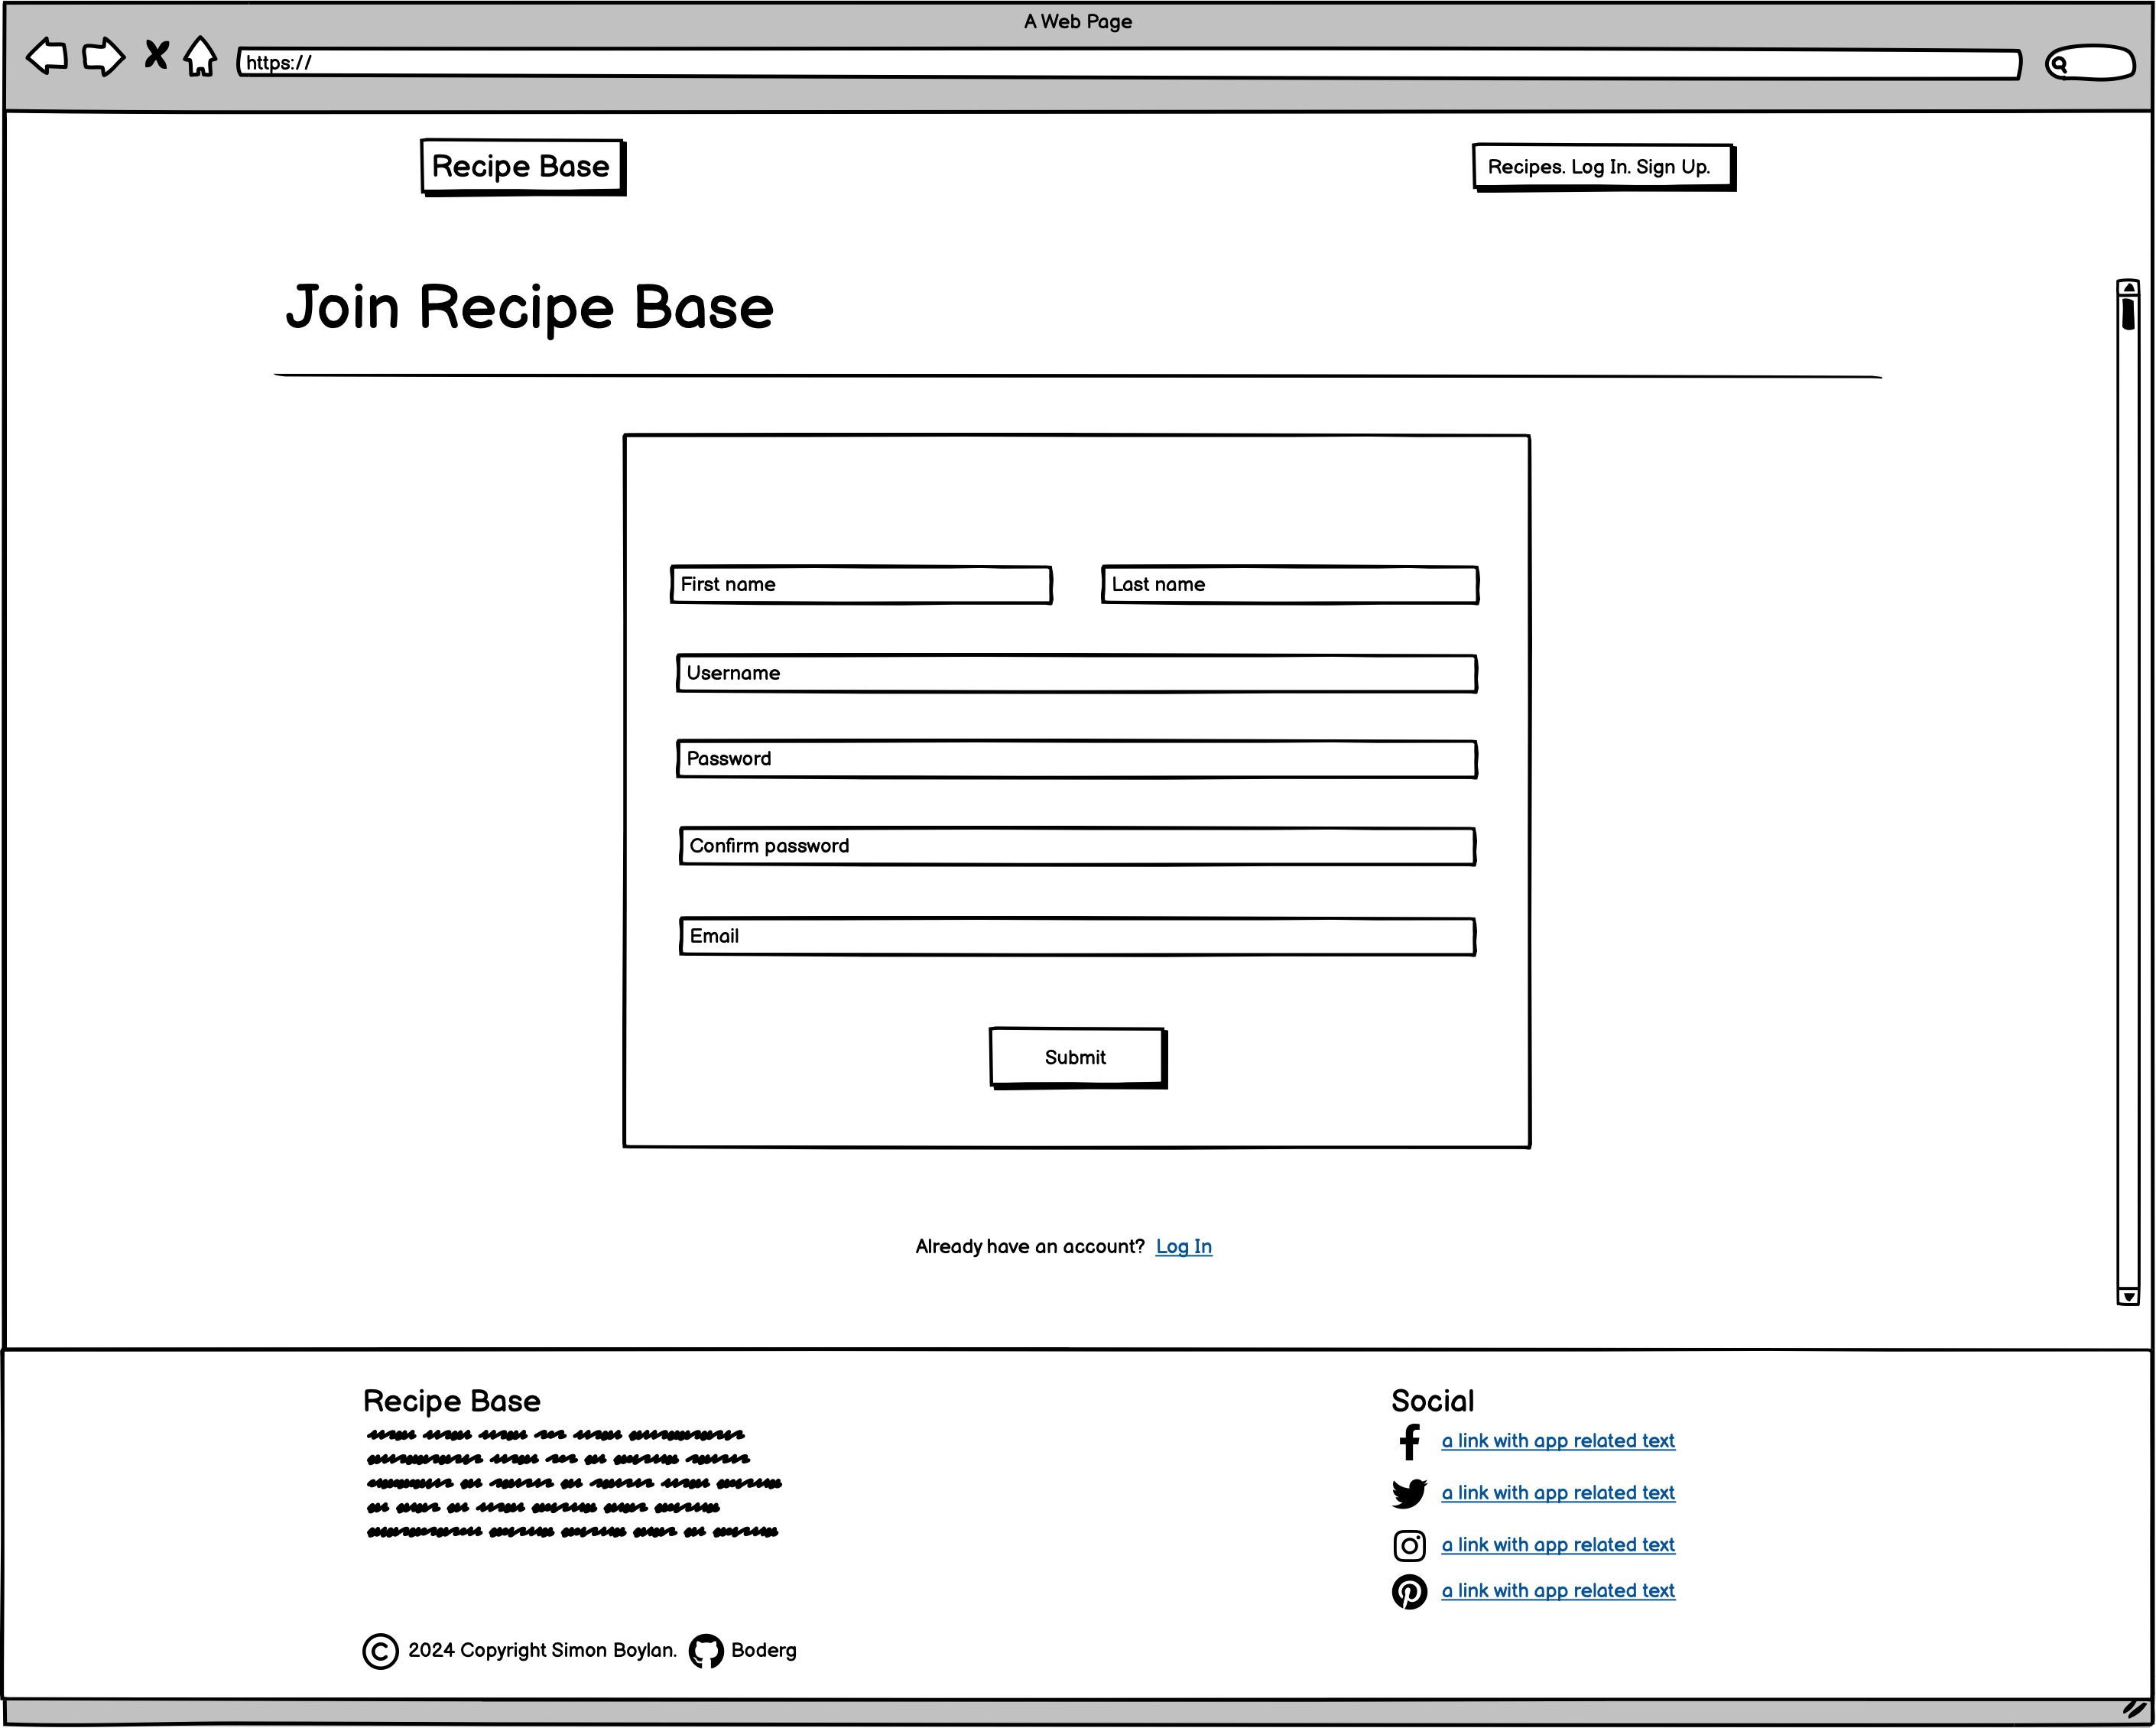 A Web Page
https://
Recipe Base
Recipes. Log In. Sign Up.
Join Recipe Base
First name
Last name
Username
Password
Confirm password
Email
Submit
Already have an account? Log In
Recipe Base
Social
a link with app related text
a link with app related text
a link with app related text
a link with app related text
© 2024 Copyright Simon Boylan. Boderg